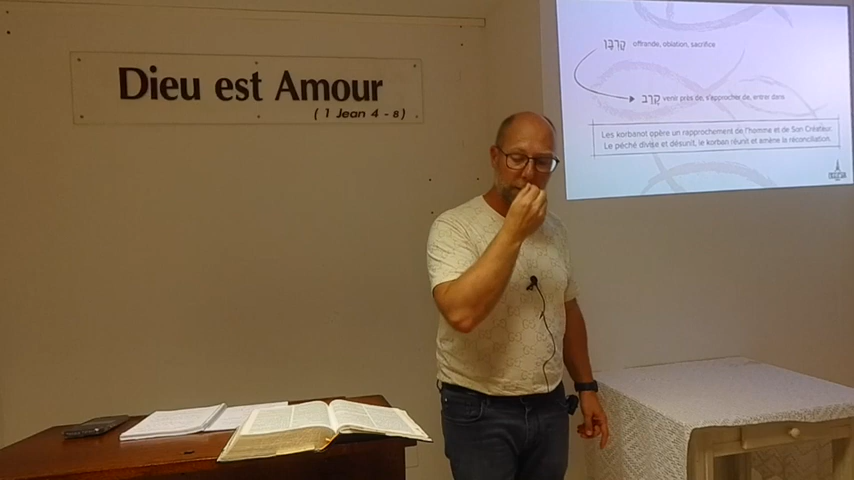 Dieu est Amour
(1 Jean 4 - 8)
קׇרְבָּן offrande, oblation, sacrifice
קָרַב venir près de, s'approcher de, entrer dans
Les korbanot opère un rapprochement de l'homme et de Son Créateur.
Le péché divise et désunit, le korban réunit et amène la réconciliation.